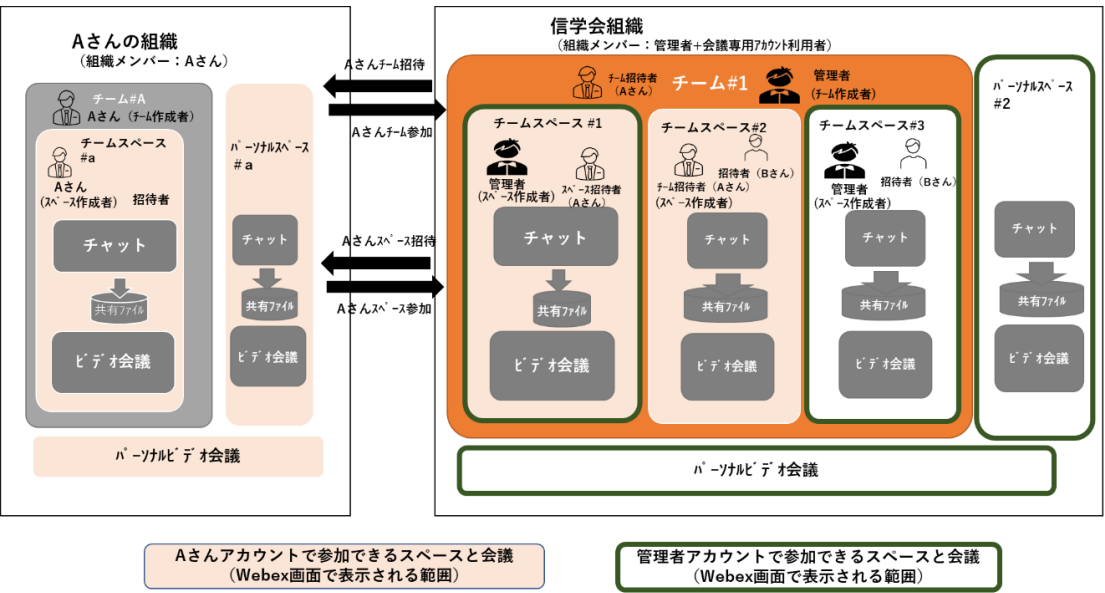 Aさんの組織
（組織メンバー：Aさん）
チーム#A
Aさん（ﾁｰﾑ作成者）
チームスペース
#a
Aさん
(ｽﾍﾟｰｽ作成者)
招待者
チャット
共有ﾌｧｲﾙ
ﾋﾞﾃﾞｵ会議
ﾊﾟｰｿﾅﾙｽﾍﾟｰｽ
#a
チャット
共有ﾌｧｲﾙ
ﾋﾞﾃﾞｵ会議
ﾊﾟｰｿﾅﾙﾋﾞﾃﾞｵ会議
Aさんﾁｰﾑ招待
Aさんﾁｰﾑ参加
Aさんｽﾍﾟｰｽ招待
Aさんｽﾍﾟｰｽ参加
信学会組織
（組織メンバー：管理者+会議専用ｱｶｳﾝﾄ利用者）
ﾁｰﾑ招待者
（Aさん）
チーム#1
管理者
(ﾁｰﾑ作成者)
チームスペース #1
管理者
(ｽﾍﾟｰｽ作成者)
ｽﾍﾟｰｽ招待者
（Aさん）
チャット
共有ﾌｧｲﾙ
ﾋﾞﾃﾞｵ会議
チームスペース#2
招待者（Bさん）
ﾁｰﾑ招待者（Aさん）
(ｽﾍﾟｰｽ作成者)
チャット
共有ﾌｧｲﾙ
ﾋﾞﾃﾞｵ会議
チームスペース#3
招待者（Bさん）
管理者
(ｽﾍﾟｰｽ作成者)
チャット
共有ﾌｧｲﾙ
ﾋﾞﾃﾞｵ会議
ﾊﾟｰｿﾅﾙｽﾍﾟｰｽ
#2
チャット
共有ﾌｧｲﾙ
ﾋﾞﾃﾞｵ会議
ﾊﾟｰｿﾅﾙﾋﾞﾃﾞｵ会議
Aさんアカウントで参加できるスペースと会議
（Webex画面で表示される範囲）
管理者アカウントで参加できるスペースと会議
（Webex画面で表示される範囲）